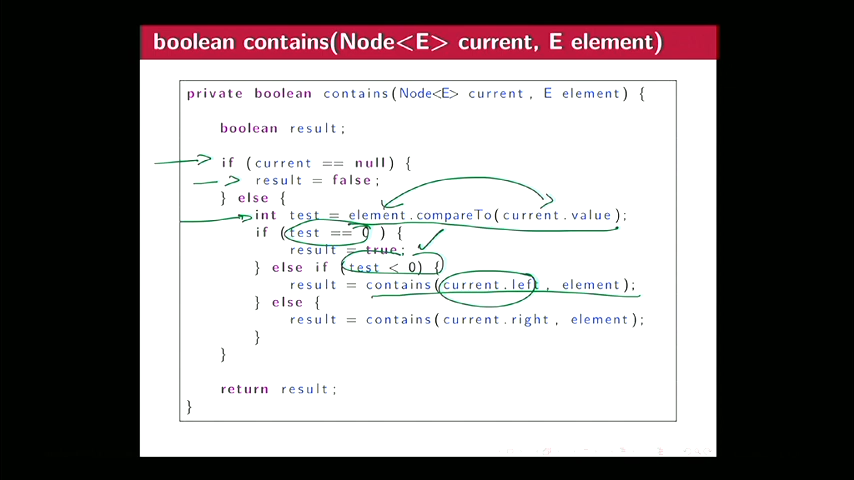 boolean contains(Node<E> current, E element)
private boolean contains(Node<E> current, E element) {
boolean result;
if (current == null) {
result = false;
} else {
int test = element.compareTo(current.value);
if (test == 0 ) {
result = true;
} else if (test < 0) {
result = contains(current.left, element);
} else {
result = contains(current.right, element);
}
}
return result;
}